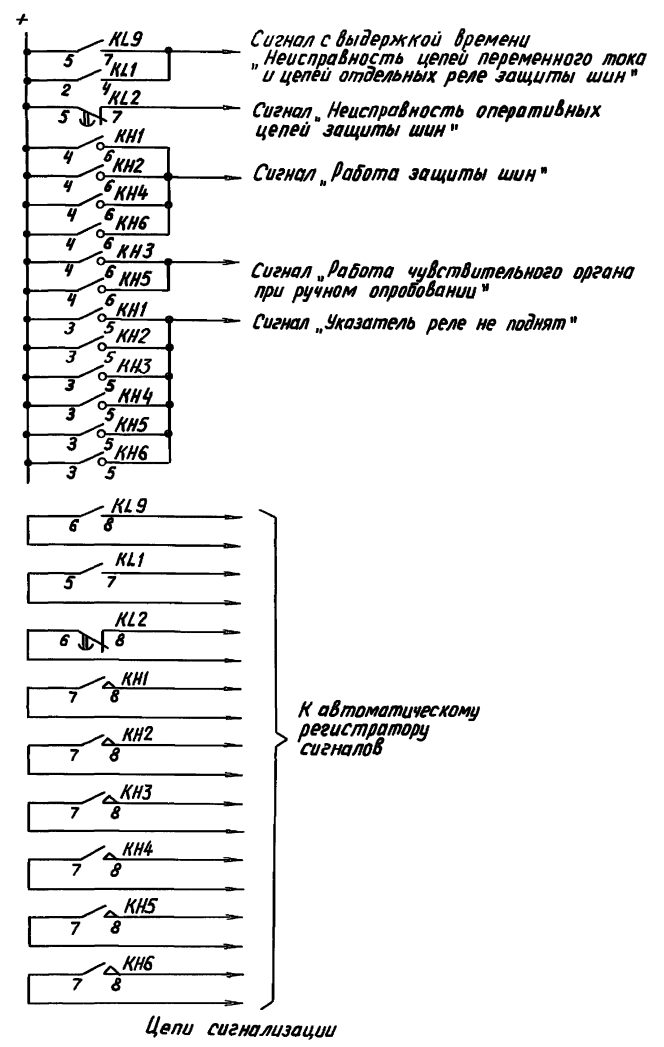 +
KL9
5 7
Сигнал с выдержкой времени
„Неисправность цепей переменного тока
и цепей отдельных реле защиты шин"
KL1
2 4
KL2
5 7
Сигнал „Неисправность оперативных
цепей защиты шин"
KH1
4 6
KH2
4 6
Сигнал „Работа защиты шин"
KH4
4 6
KH6
4 6
KH3
4 6
KH5
4 6
Сигнал „Работа чувствительного органа
при ручном опробовании"
KH1
3 5
Сигнал „Указатель реле не поднят"
KH2
3 5
KH3
3 5
KH4
3 5
KH5
3 5
KH6
3 5
KL9
6 8
KL1
5 7
KL2
6 8
KH1
7 8
К автоматическому
регистратору
сигналов
KH2
7 8
KH3
7 8
KH4
7 8
KH5
7 8
KH6
7 8
Цепи сигнализации